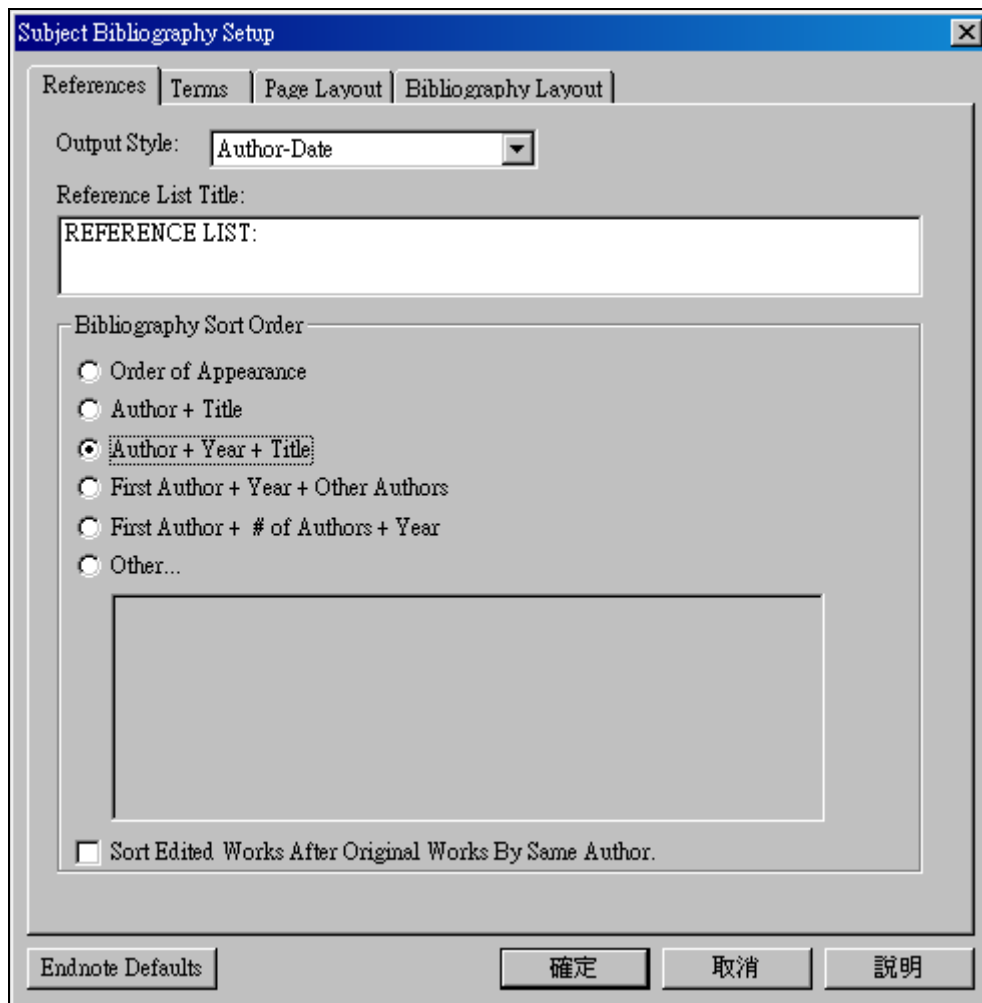 Subject Bibliography Setup
References Terms Page Layout Bibliography Layout
Output Style: Author-Date
Reference List Title:
REFERENCE LIST:
Bibliography Sort Order
Order of Appearance
Author + Title
Author + Year + Title
First Author + Year + Other Authors
First Author + # of Authors + Year
Other...
Sort Edited Works After Original Works By Same Author.
Endnote Defaults 確定 取消 說明